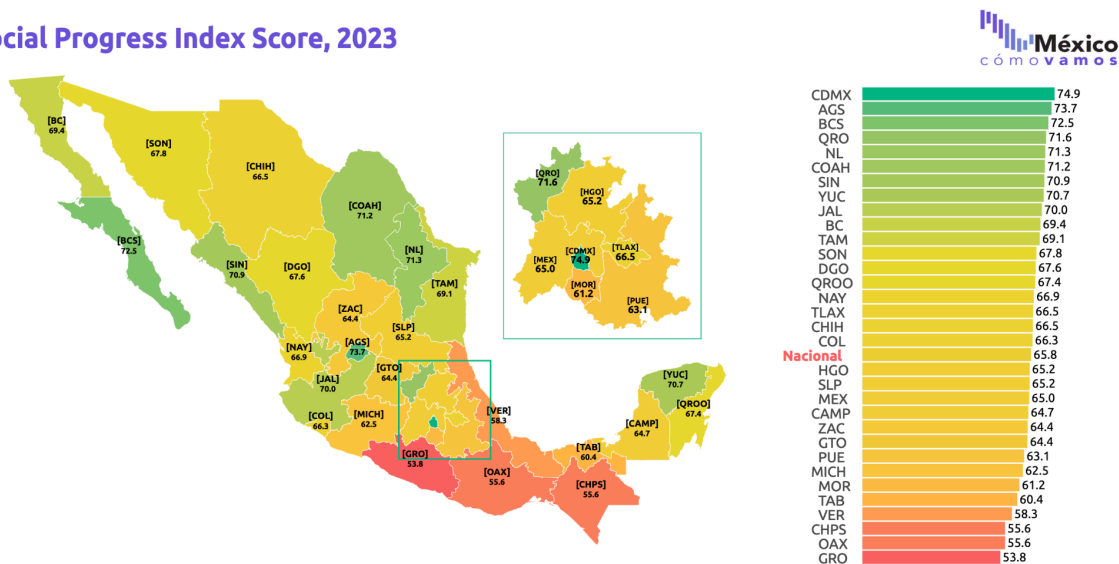 ocial Progress Index Score, 2023
México
cómovamos
[BC]
69.4
[SON]
67.8
[CHIH]
66.5
[COAH]
71.2
[BCS]
72.5
[SIN]
70.9
[DGO]
67.6
[NL]
71.3
[TAM]
69.1
[ZAC]
64.4
[SLP]
65.2
[NAY]
66.9
[AGS]
73.7
[GTO]
64.4
[JAL]
70.0
[COL]
66.3
[MICH]
62.5
[VER]
58.3
[GRO]
53.8
[OAX]
55.6
[TAB]
60.4
[CHPS]
55.6
[CAMP]
64.7
[YUC]
70.7
[QROO]
67.4
[QRO]
71.6
[HGO]
65.2
[MEX]
65.0
[CDMX]
74.9
[TLAX]
66.5
[MOR]
61.2
[PUE]
63.1
CDMX 74.9
AGS 73.7
BCS 72.5
QRO 71.6
NL 71.3
COAH 71.2
SIN 70.9
YUC 70.7
JAL 70.0
BC 69.4
TAM 69.1
SON 67.8
DGO 67.6
QROO 67.4
NAY 66.9
TLAX 66.5
CHIH 66.5
COL 66.3
Nacional 65.8
HGO 65.2
SLP 65.2
MEX 65.0
CAMP 64.7
ZAC 64.4
GTO 64.4
PUE 63.1
MICH 62.5
MOR 61.2
TAB 60.4
VER 58.3
CHPS 55.6
OAX 55.6
GRO 53.8